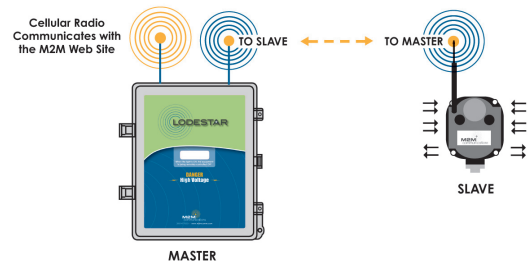 Cellular Radio
Communicates with
the M2M Web Site
TO SLAVE
TO MASTER
LODESTAR
DANGER
High Voltage
M2M
M2M
SLAVE
MASTER